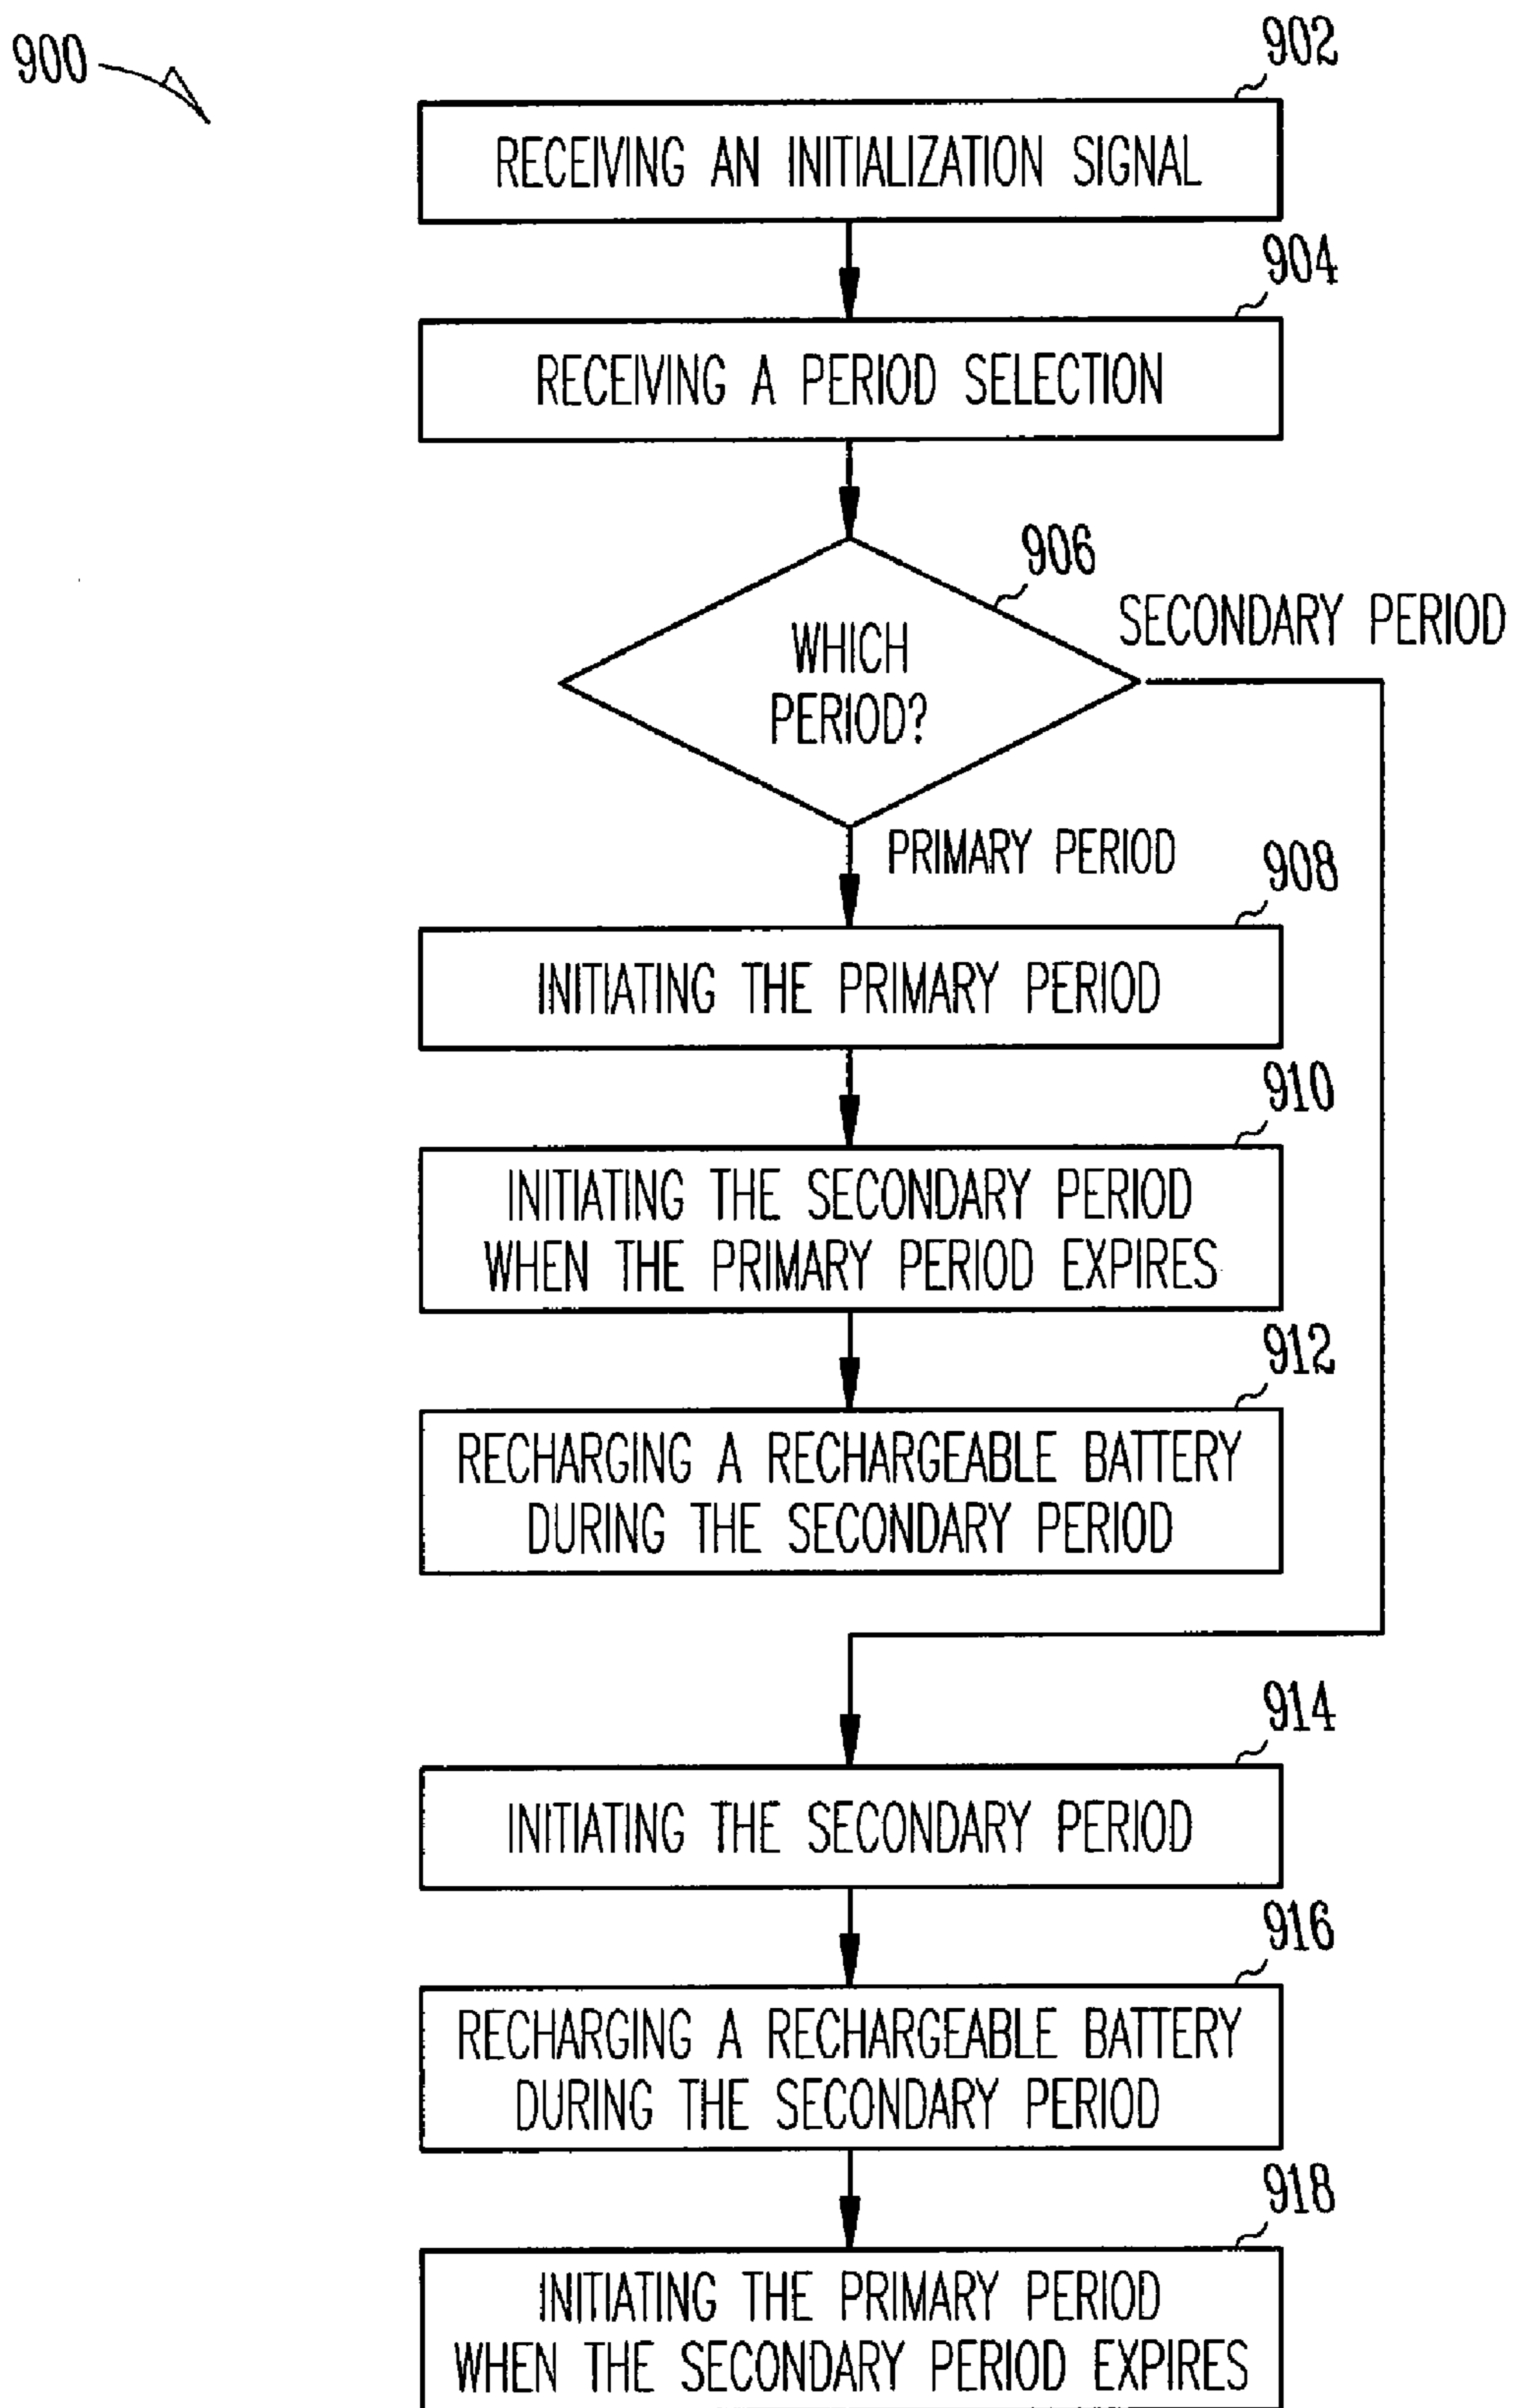 900
902
RECEIVING AN INITIALIZATION SIGNAL
904
RECEIVING A PERIOD SELECTION
906
WHICH
PERIOD?
SECONDARY PERIOD
PRIMARY PERIOD
908
INITIATING THE PRIMARY PERIOD
910
INITIATING THE SECONDARY PERIOD
WHEN THE PRIMARY PERIOD EXPIRES
912
RECHARGING A RECHARGEABLE BATTERY
DURING THE SECONDARY PERIOD
914
INITIATING THE SECONDARY PERIOD
916
RECHARGING A RECHARGEABLE BATTERY
DURING THE SECONDARY PERIOD
918
INITIATING THE PRIMARY PERIOD
WHEN THE SECONDARY PERIOD EXPIRES